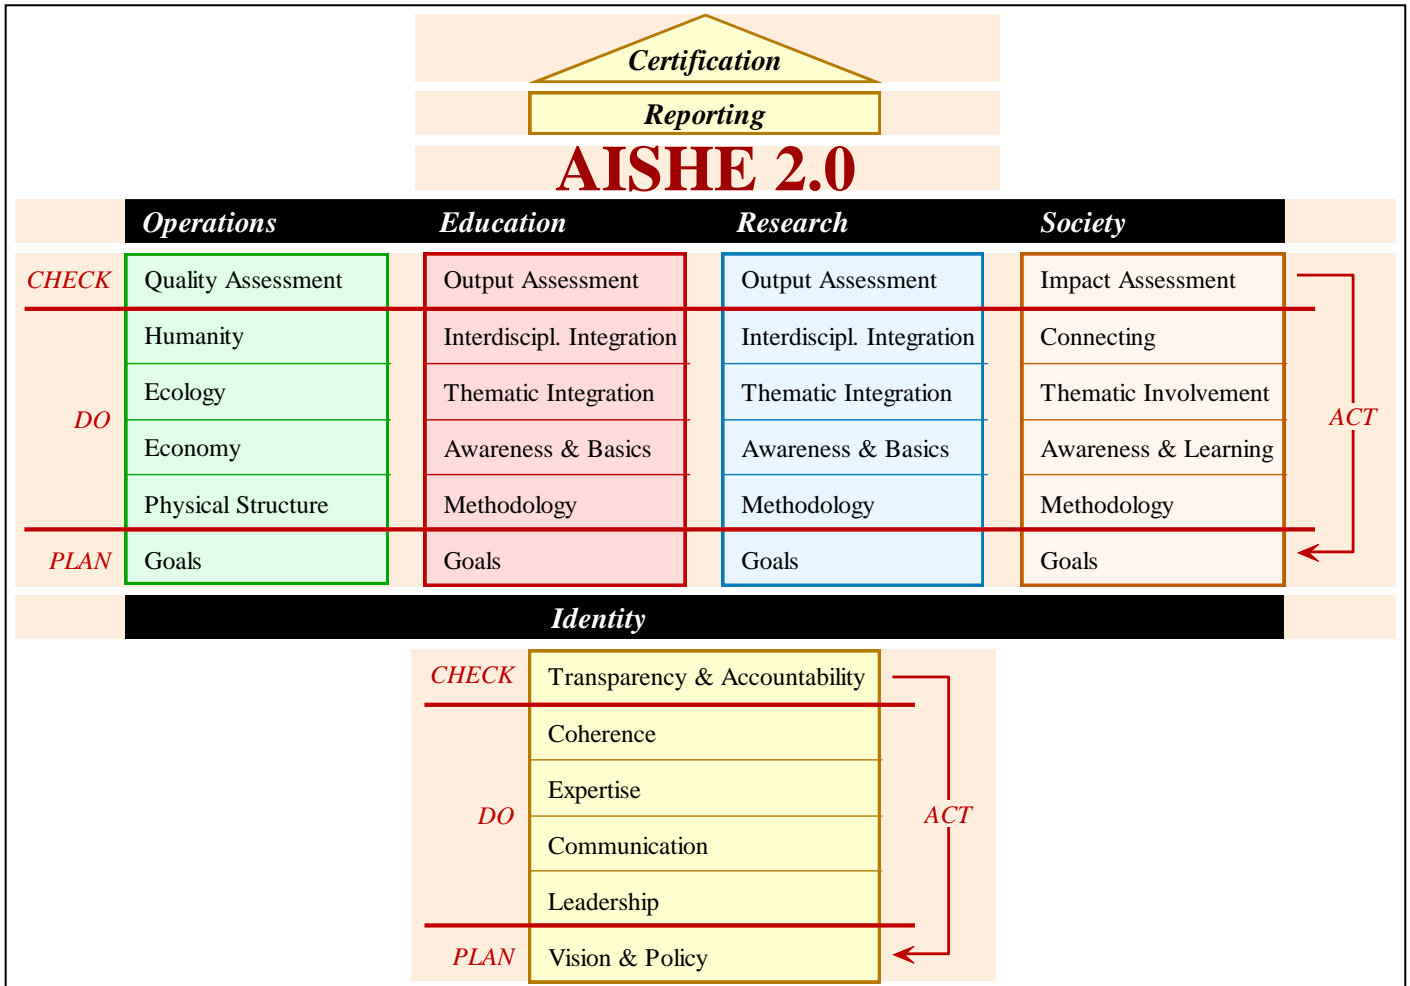 Certification
Reporting
AISHE 2.0
Operations Education Research Society
CHECK Quality Assessment Output Assessment Output Assessment Impact Assessment
Humanity Interdiscipl. Integration Interdiscipl. Integration Connecting
Ecology Thematic Integration Thematic Integration Thematic Involvement
DO ACT
Economy Awareness & Basics Awareness & Basics Awareness & Learning
Physical Structure Methodology Methodology Methodology
PLAN Goals Goals Goals Goals
Identity
CHECK Transparency & Accountability
Coherence
Expertise
DO ACT
Communication
Leadership
PLAN Vision & Policy